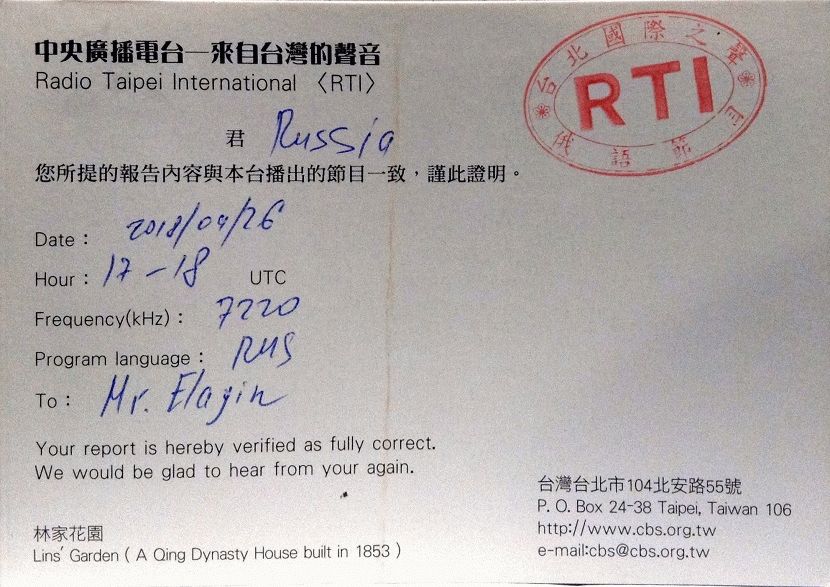 中央廣播電台—來自台灣的聲音
Radio Taipei International 〈RTI〉
台北國際之聲
RTI
俄語節目
君 Russia
您所提的報告內容與本台播出的節目一致，謹此證明。
Date： 2018/04/26
Hour： 17-18 UTC
Frequency(kHz)： 7220
Program language： RUS
To： Mr. Elagin
Your report is hereby verified as fully correct.
We would be glad to hear from your again.
台灣台北市104北安路55號
P. O. Box 24-38 Taipei, Taiwan 106
http://www.cbs.org.tw
e-mail:cbs@cbs.org.tw
林家花園
Lins' Garden ( A Qing Dynasty House built in 1853 )